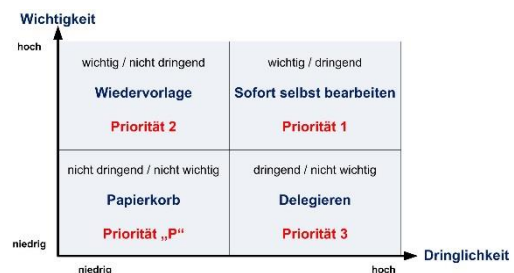 Wichtigkeit
hoch
wichtig / nicht dringend
Wiedervorlage
Priorität 2
wichtig / dringend
Sofort selbst bearbeiten
Priorität 1
nicht dringend / nicht wichtig
Papierkorb
Priorität „P“
dringend / nicht wichtig
Delegieren
Priorität 3
niedrig
Dringlichkeit
niedrig
hoch